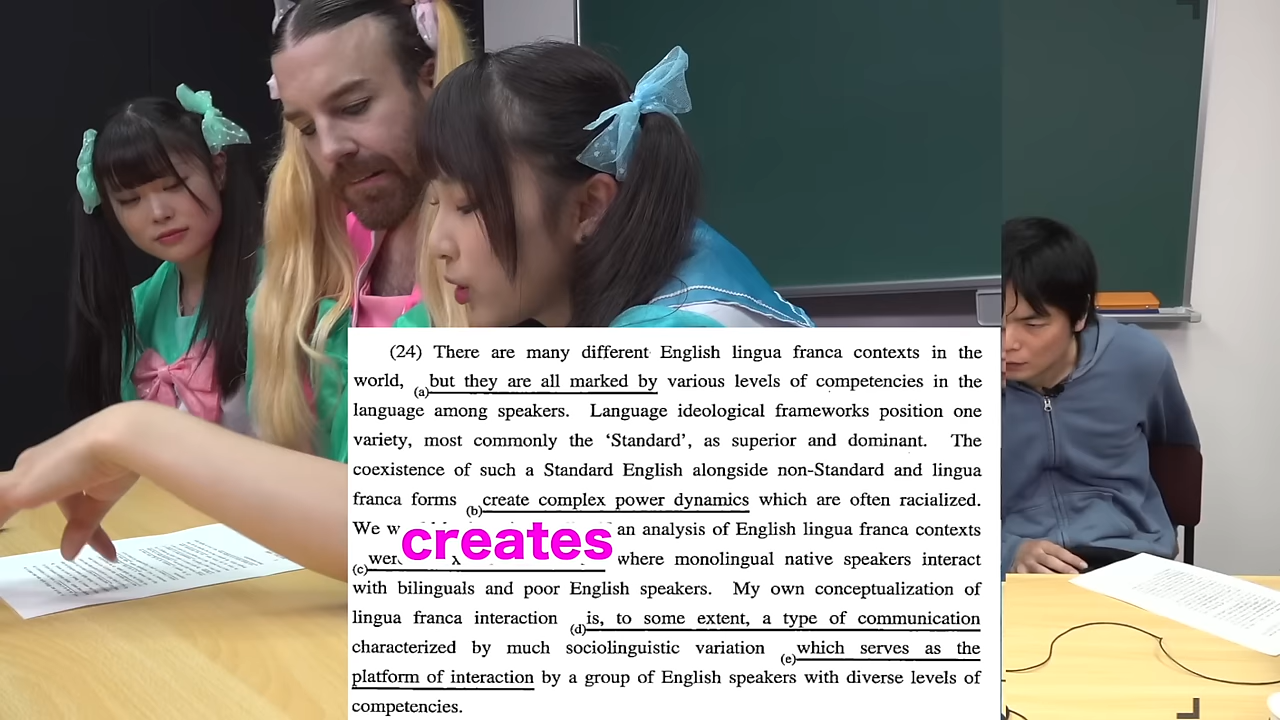 (24) There are many different English lingua franca contexts in the
world, (a)but they are all marked by various levels of competencies in the
language among speakers. Language ideological frameworks position one
variety, most commonly the ‘Standard’, as superior and dominant. The
coexistence of such a Standard English alongside non-Standard and lingua
franca forms (b)create complex power dynamics which are often racialized.
We an analysis of English lingua franca contexts
creates
(c) where monolingual native speakers interact
with bilinguals and poor English speakers. My own conceptualization of
lingua franca interaction (d)is, to some extent, a type of communication
characterized by much sociolinguistic variation (e)which serves as the
platform of interaction by a group of English speakers with diverse levels of
competencies.